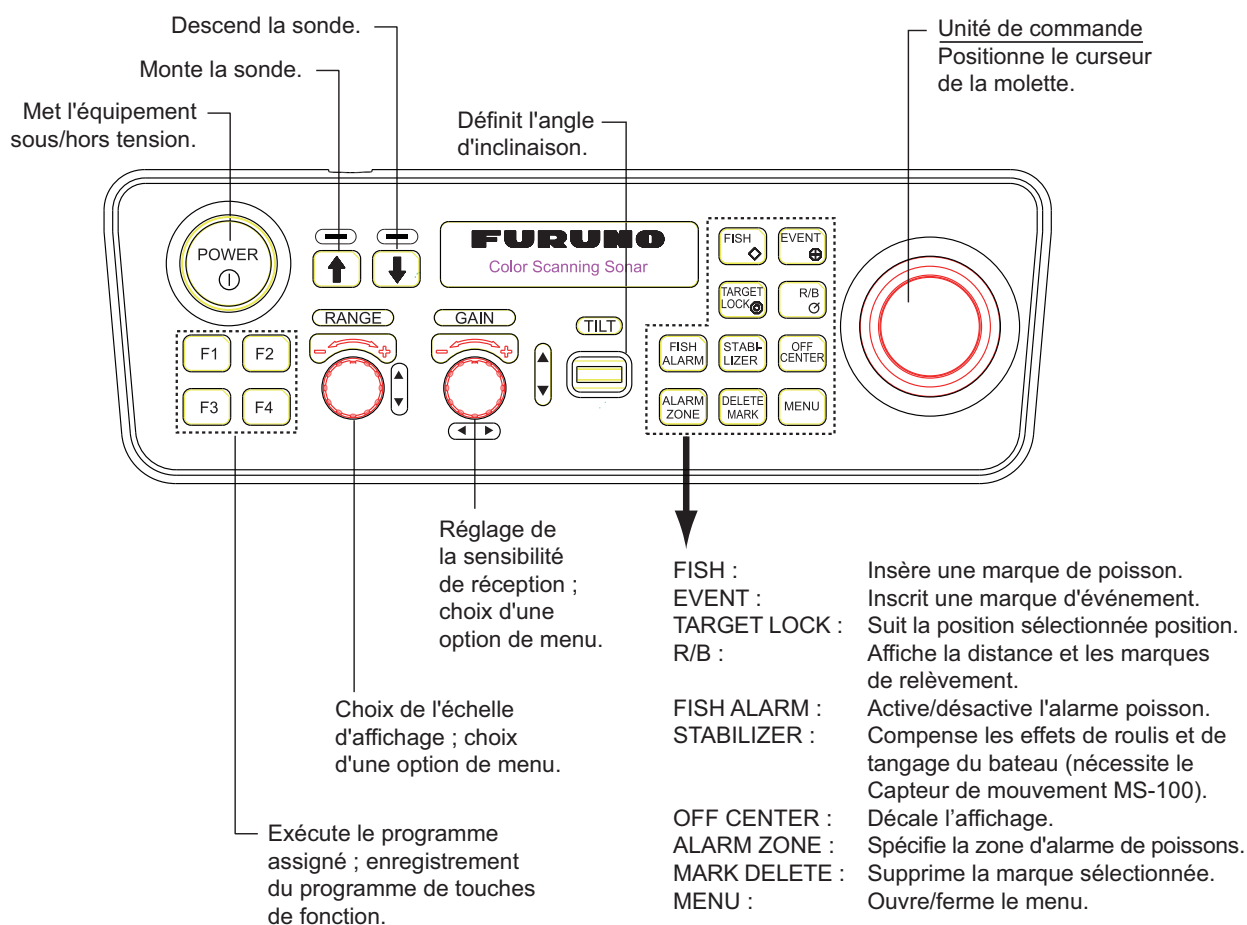 Descend la sonde.
Monte la sonde.
Met l'équipement
sous/hors tension.
Définit l'angle
d'inclinaison.
Unité de commande
Positionne le curseur
de la molette.
POWER
FURUNO
Color Scanning Sonar
RANGE
GAIN
TILT
F1
F2
F3
F4
FISH
EVENT
TARGET
LOCK
R/B
FISH
ALARM
STABI-
LIZER
OFF
CENTER
ALARM
ZONE
DELETE
MARK
MENU
Réglage de
la sensibilité
de réception ;
choix d'une
option de menu.
Choix de l'échelle
d'affichage ; choix
d'une option de menu.
Exécute le programme
assigné ; enregistrement
du programme de touches
de fonction.
FISH : Insère une marque de poisson.
EVENT : Inscrit une marque d'événement.
TARGET LOCK : Suit la position sélectionnée position.
R/B : Affiche la distance et les marques
de relèvement.
FISH ALARM : Active/désactive l'alarme poisson.
STABILIZER : Compense les effets de roulis et de
tangage du bateau (nécessite le
Capteur de mouvement MS-100).
OFF CENTER : Décale l’affichage.
ALARM ZONE : Spécifie la zone d'alarme de poissons.
MARK DELETE : Supprime la marque sélectionnée.
MENU : Ouvre/ferme le menu.